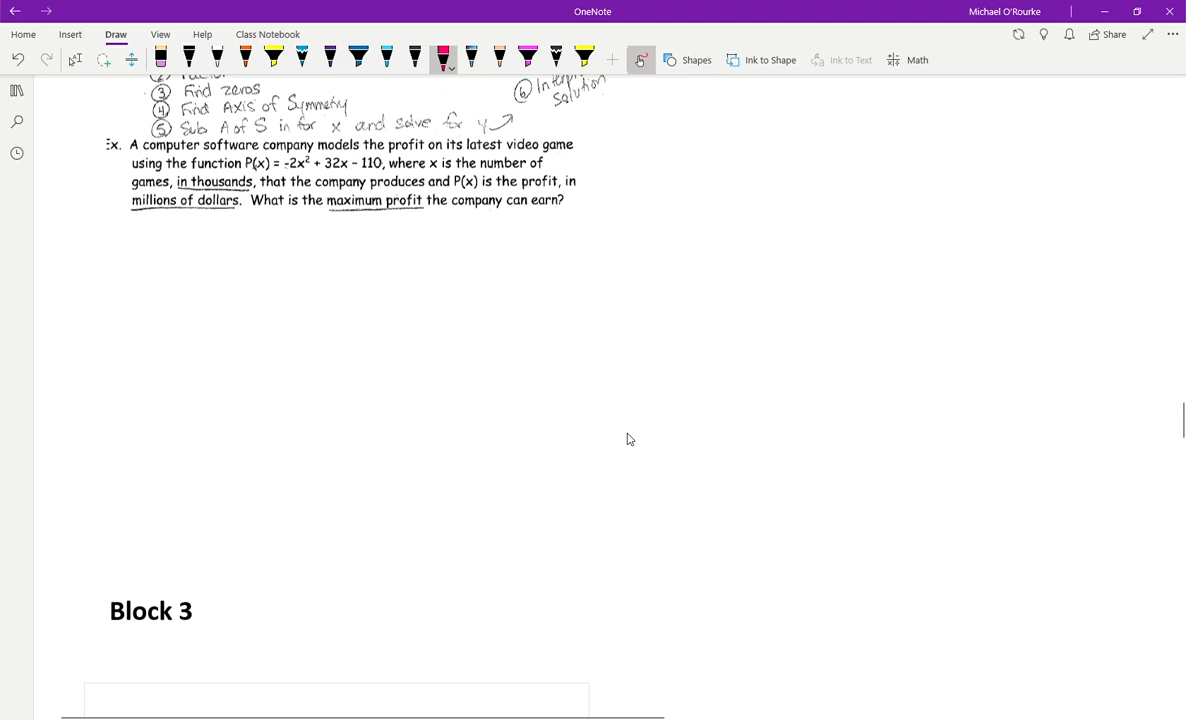 OneNote
Michael O'Rourke
Home Insert Draw View Help Class Notebook
Share
Shapes Ink to Shape Ink to Text Math
② Factor
③ Find zeros
④ Find Axis of Symmetry
⑤ Sub A of S in for x and solve for y
⑥
Solution
Ex. A computer software company models the profit on its latest video game
using the function P(x) = -2x² + 32x - 110, where x is the number of
games, in thousands, that the company produces and P(x) is the profit, in
millions of dollars. What is the maximum profit the company can earn?
Block 3